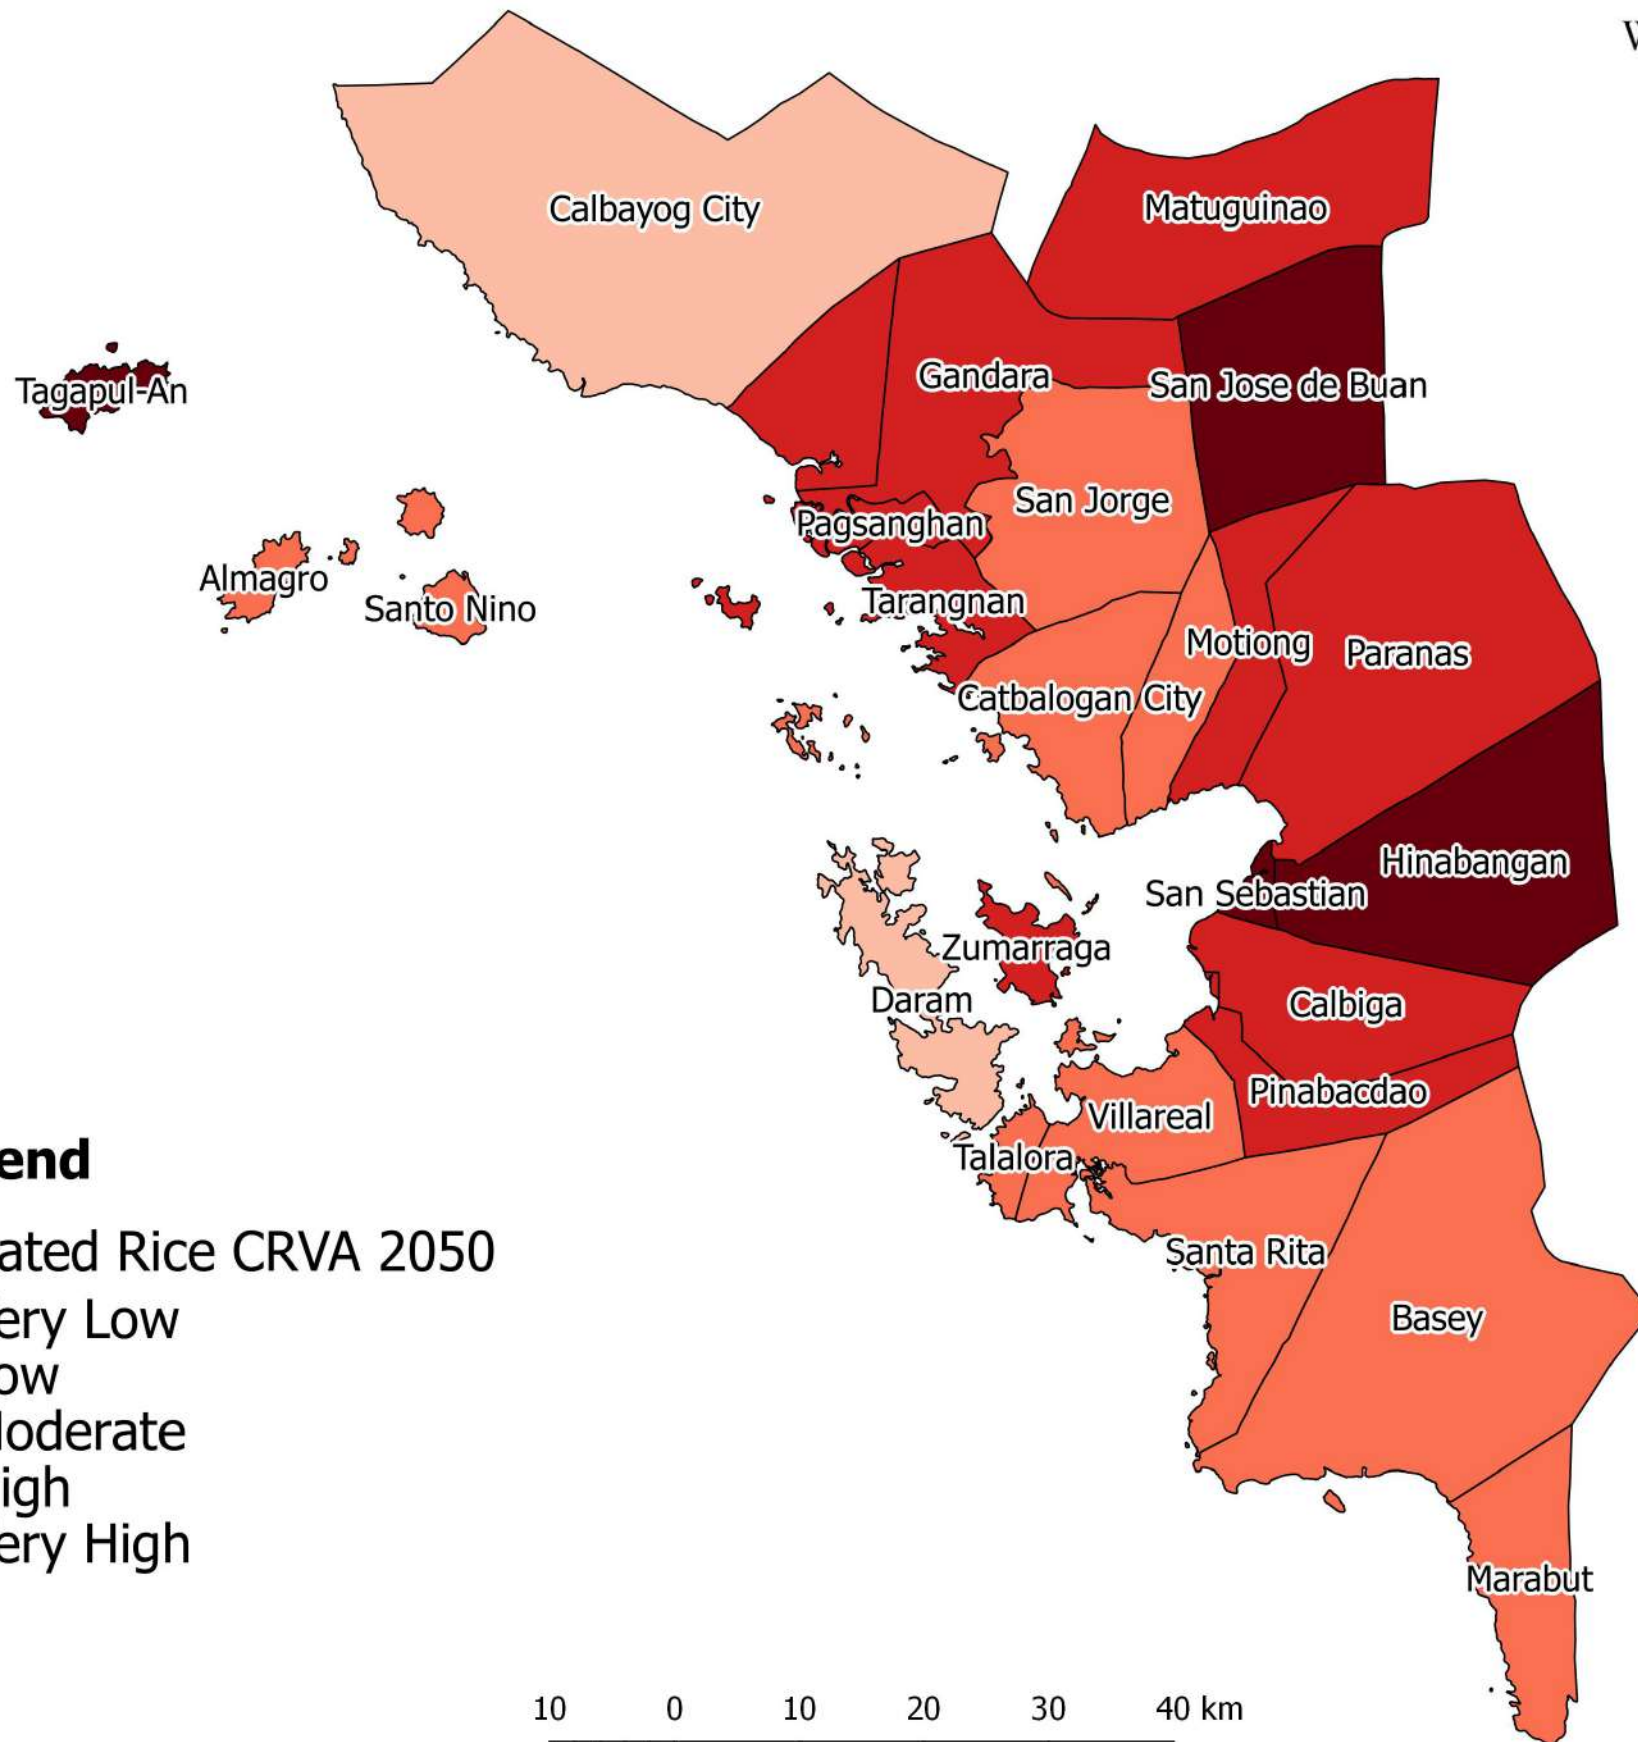 W
Calbayog City
Matuguinao
Gandara
San Jose de Buan
Tagapul-An
San Jorge
Pagsanghan
Almagro
Santo Nino
Tarangnan
Motiong
Paranas
Catbalogan City
Hinabangan
San Sebastian
Zumarraga
Daram
Calbiga
Pinabacdao
Villareal
Talalora
end
ated Rice CRVA 2050
Santa Rita
ery Low
Basey
ow
oderate
igh
ery High
Marabut
10 0 10 20 30 40 km